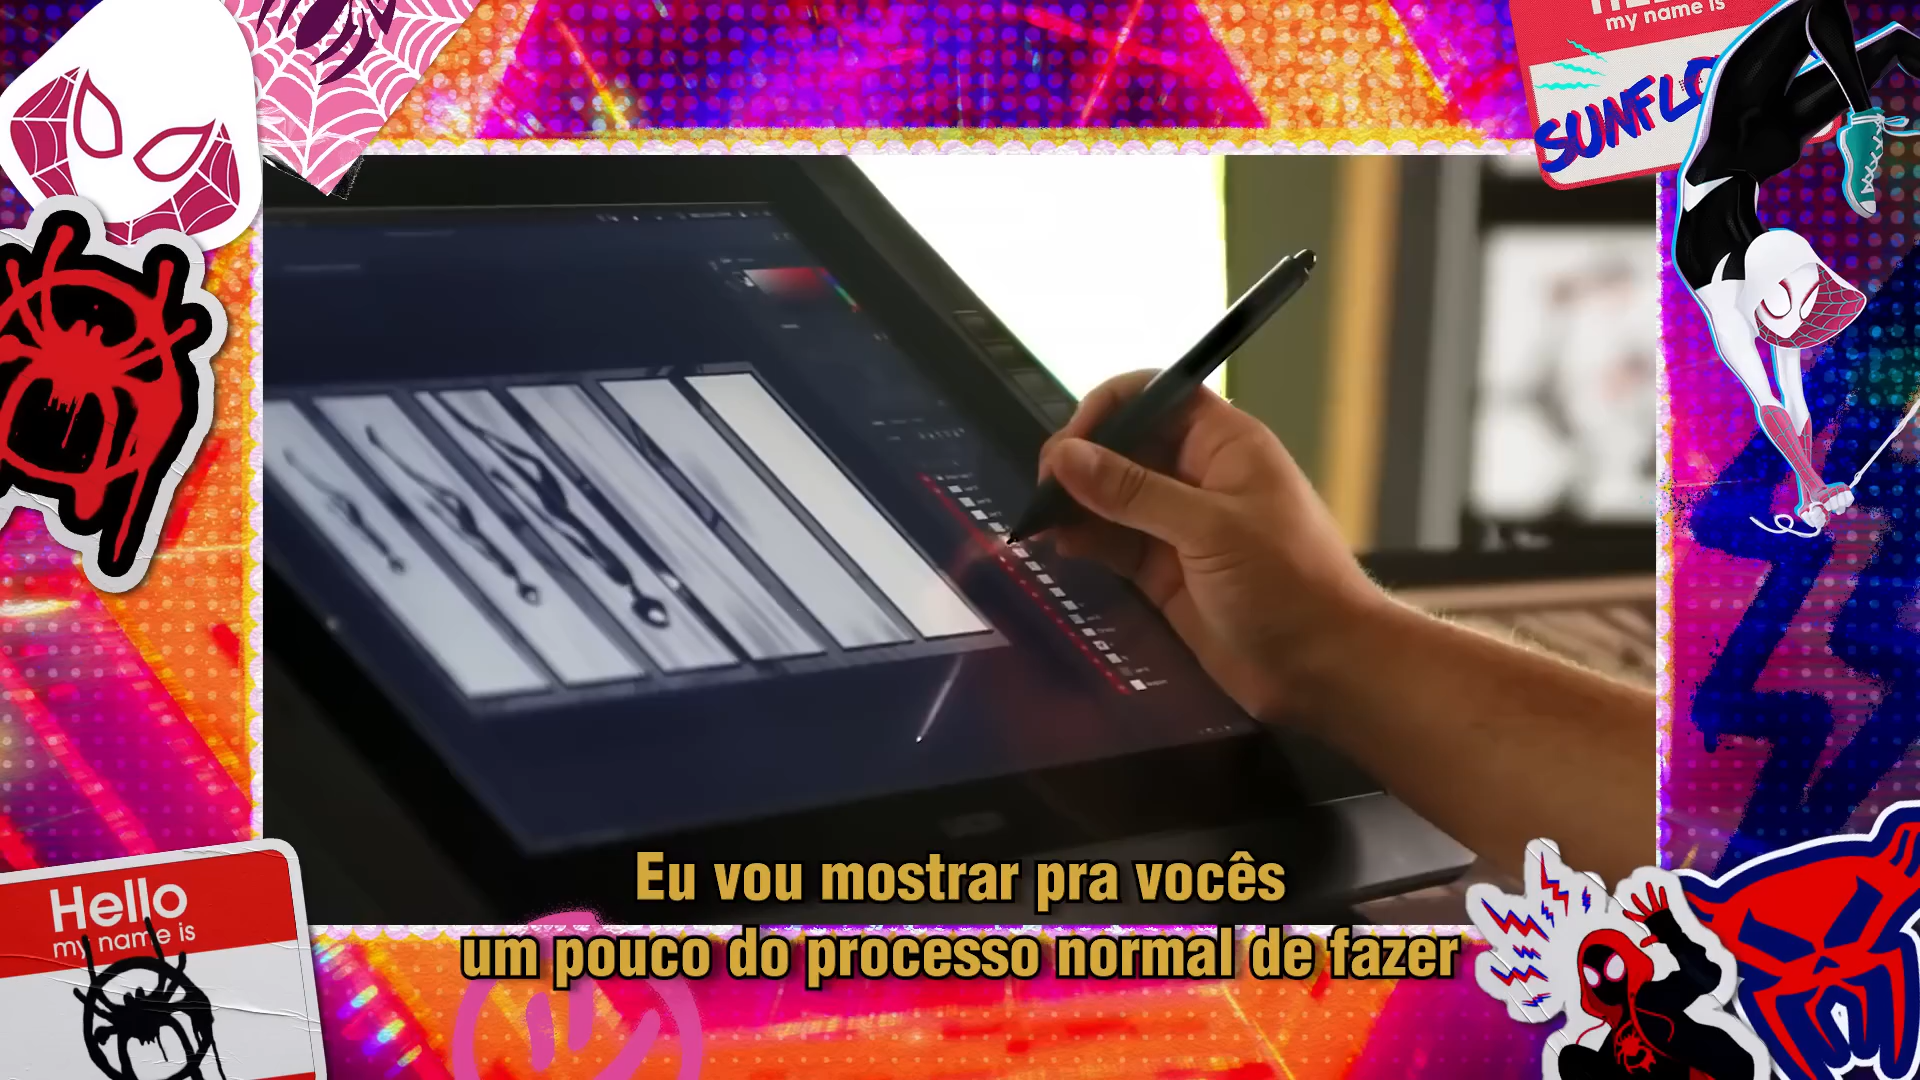 my name is
SUNFLO
Hello
my name is
Eu vou mostrar pra vocês
um pouco do processo normal de fazer